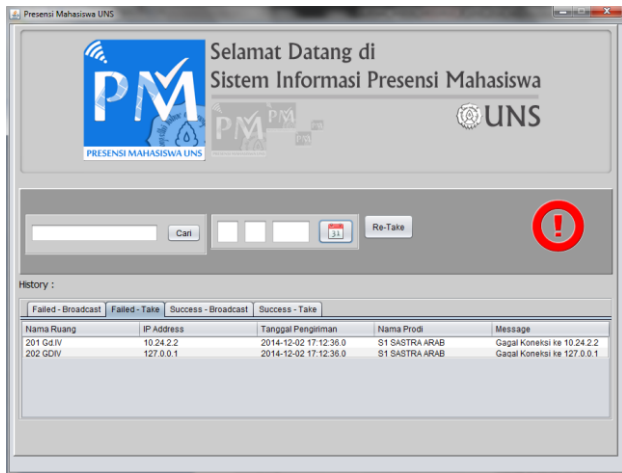 Presensi Mahasiswa UNS
PM
PRESENSI MAHASISWA UNS
Selamat Datang di
Sistem Informasi Presensi Mahasiswa
UNS
PM PM PM
Cari
31
Re-Take
!
History :
Failed - Broadcast Failed - Take Success - Broadcast Success - Take
Nama Ruang IP Address Tanggal Pengiriman Nama Prodi Message
201 Gd.IV 10.24.2.2 2014-12-02 17:12:36.0 S1 SASTRA ARAB Gagal Koneksi ke 10.24.2.2
202 GDIV 127.0.0.1 2014-12-02 17:12:36.0 S1 SASTRA ARAB Gagal Koneksi ke 127.0.0.1